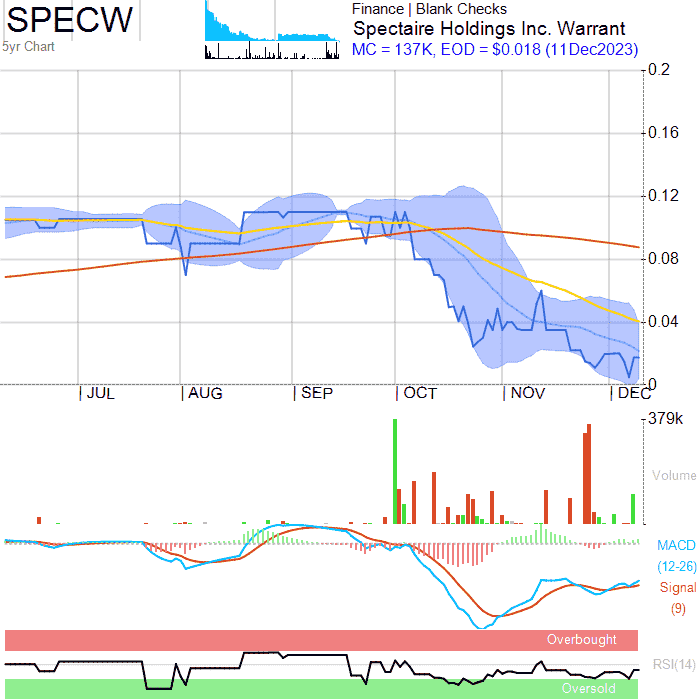 SPECW
5yr Chart
Finance | Blank Checks
Spectaire Holdings Inc. Warrant
MC = 137K, EOD = $0.018 (11Dec2023)
0.2
0.16
0.12
0.08
0.04
0
JUL AUG SEP OCT NOV DEC
379k
Volume
MACD
(12-26)
Signal
(9)
Overbought
RSI(14)
Oversold